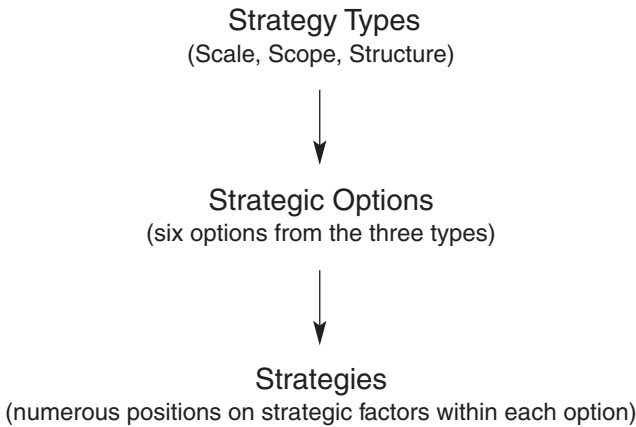 Strategy Types
(Scale, Scope, Structure)
Strategic Options
(six options from the three types)
Strategies
(numerous positions on strategic factors within each option)